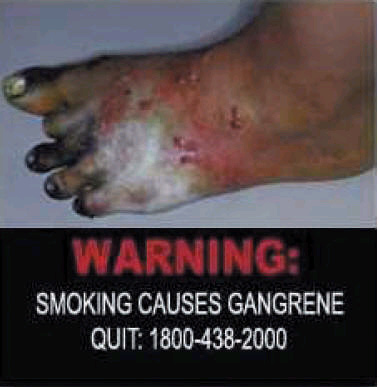 WARNING:
SMOKING CAUSES GANGRENE
QUIT: 1800-438-2000